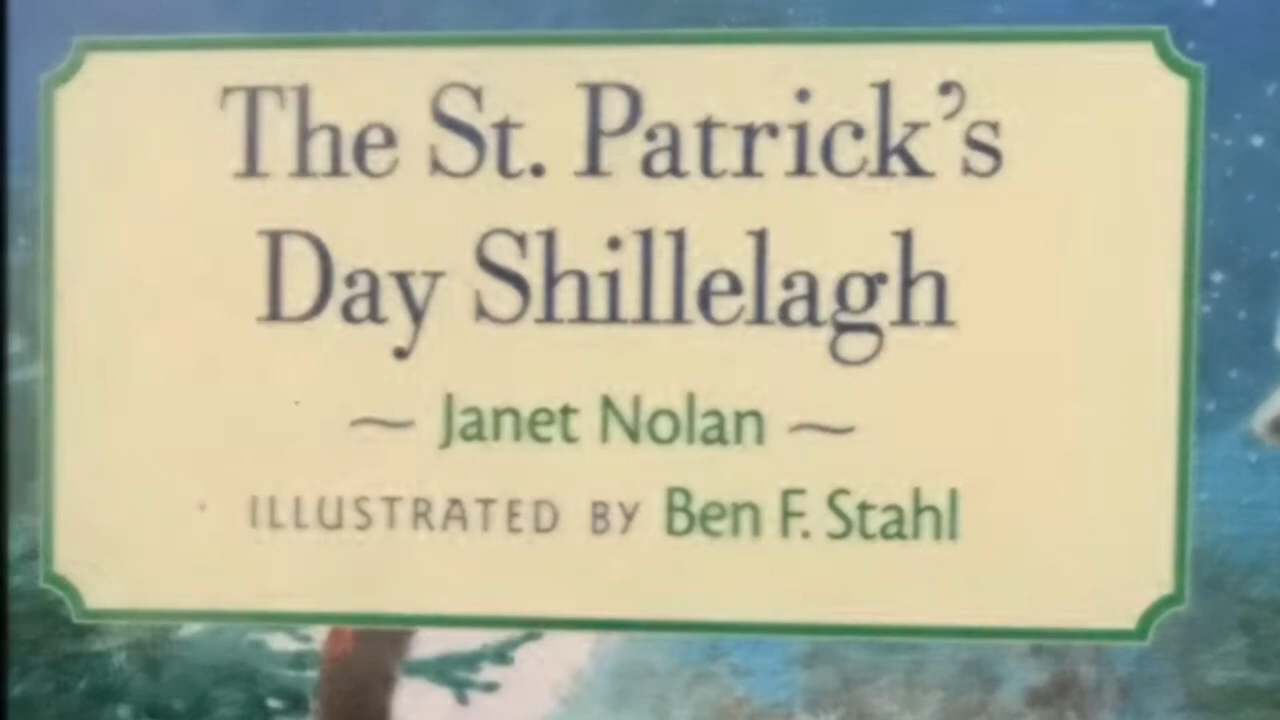 The St. Patrick's
Day Shillelagh
~ Janet Nolan ~
ILLUSTRATED BY Ben F. Stahl